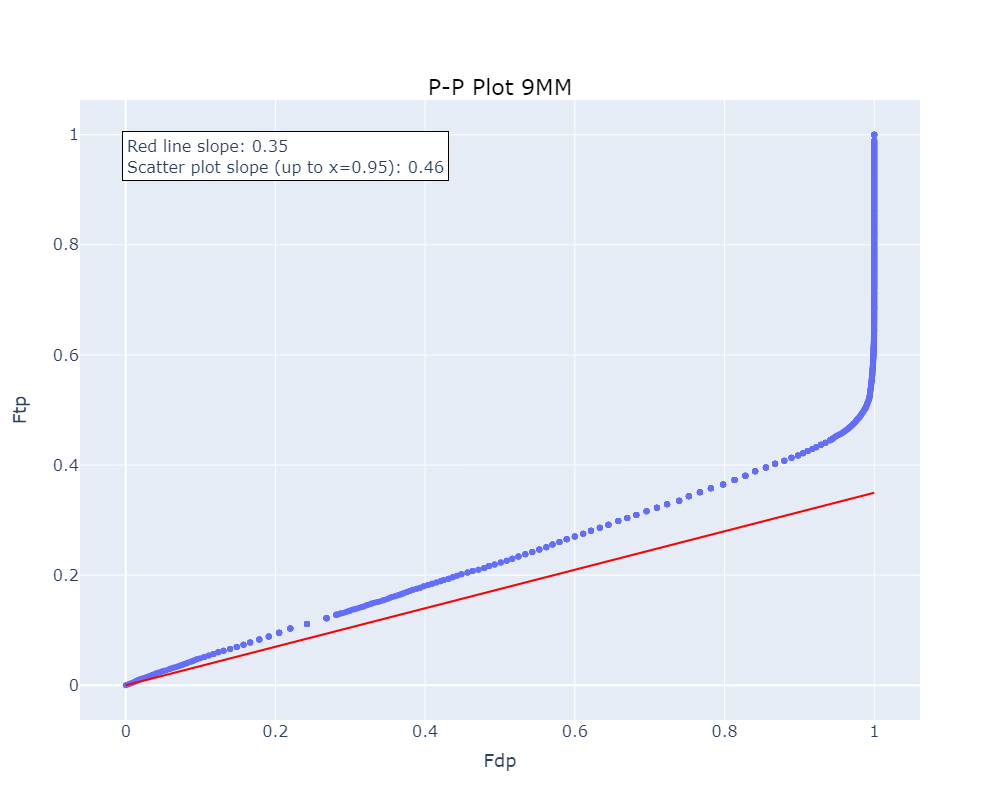 P-P Plot 9MM
Red line slope: 0.35
Scatter plot slope (up to x=0.95): 0.46
1
0.8
0.6
0.4
0.2
0
Ftp
0 0.2 0.4 0.6 0.8 1
Fdp